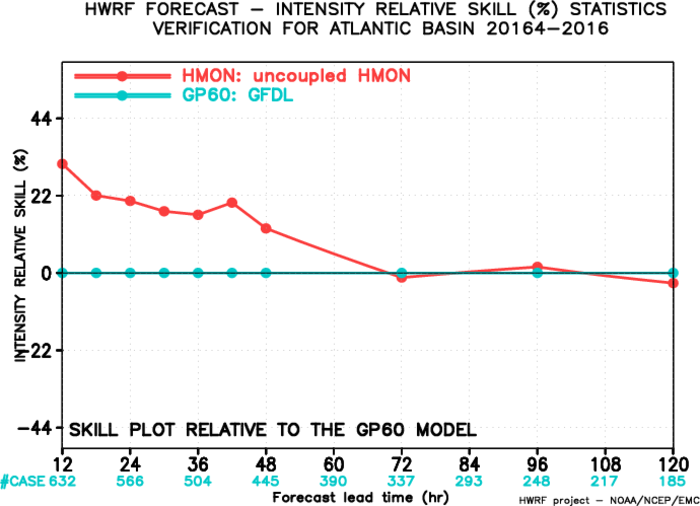 HWRF FORECAST – INTENSITY RELATIVE SKILL (%) STATISTICS
VERIFICATION FOR ATLANTIC BASIN 20164–2016
HMON: uncoupled HMON
GP60: GFDL
INTENSITY RELATIVE SKILL (%)
44
22
0
−22
−44
SKILL PLOT RELATIVE TO THE GP60 MODEL
12 24 36 48 60 72 84 96 108 120
#CASE 632 566 504 445 390 337 293 248 217 185
Forecast lead time (hr)
HWRF project – NOAA/NCEP/EMC